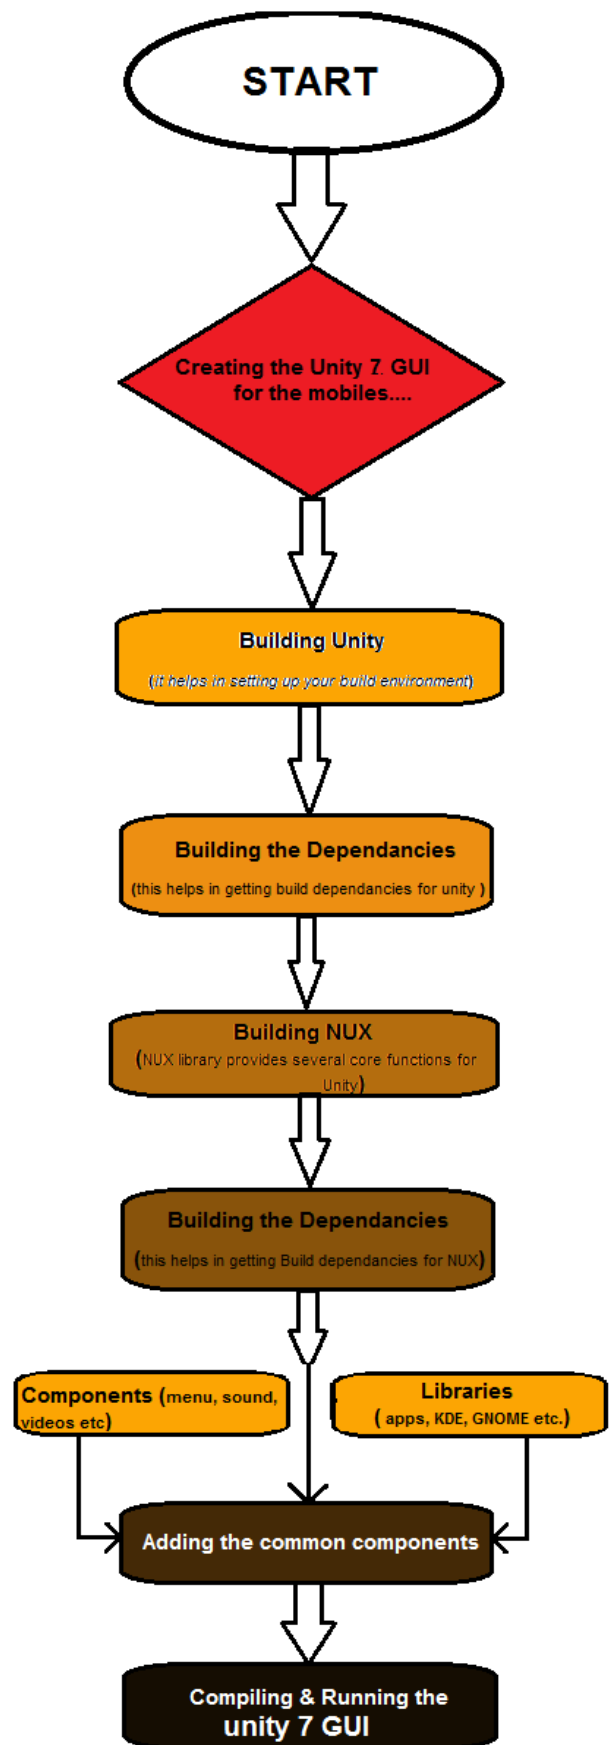 START
Creating the Unity 7. GUI
for the mobiles....
Building Unity
(it helps in setting up your build environment)
Building the Dependancies
(this helps in getting build dependancies for unity )
Building NUX
(NUX library provides several core functions for
Unity)
Building the Dependancies
(this helps in getting Build dependancies for NUX)
Components (menu, sound,
videos etc)
Libraries
( apps, KDE, GNOME etc.)
Adding the common components
Compiling & Running the
unity 7 GUI